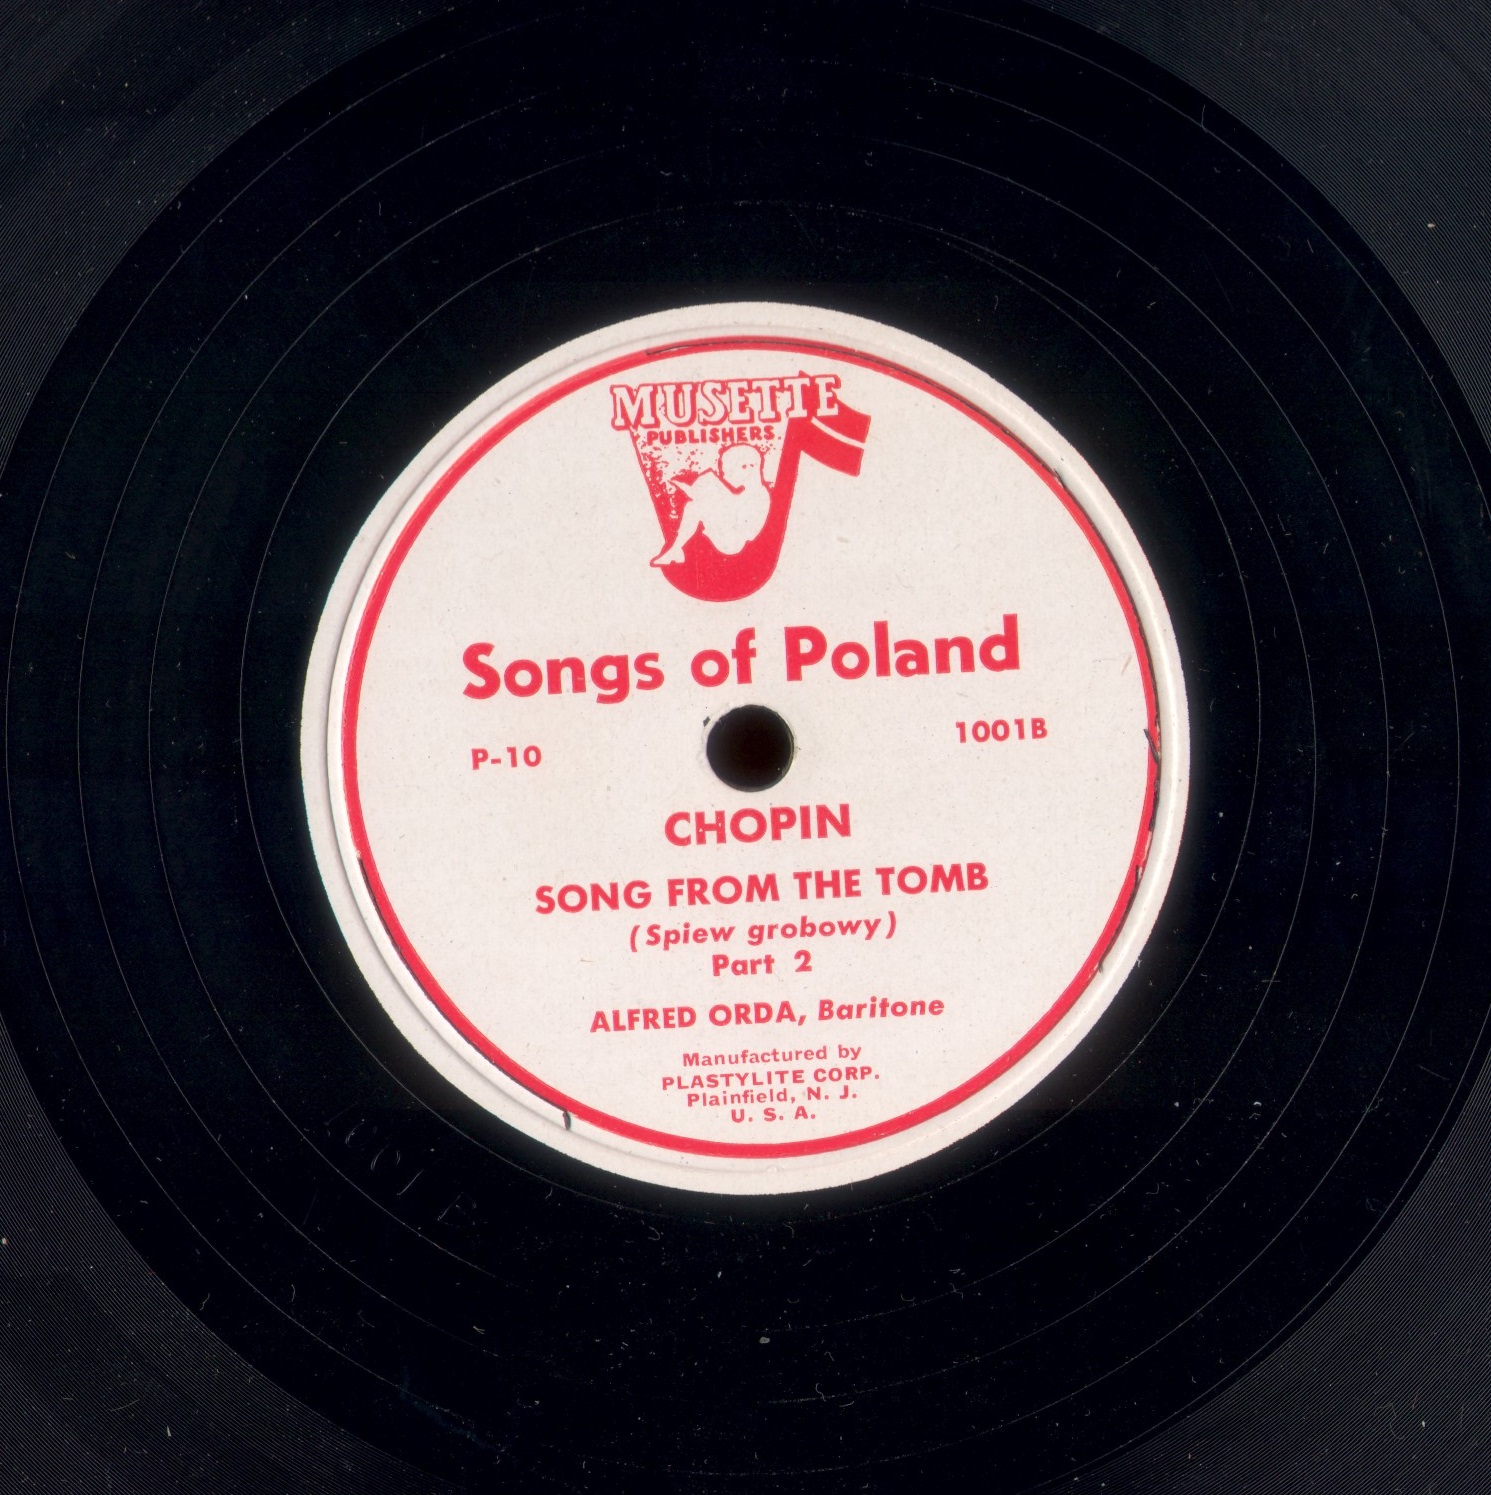 MUSETTE
PUBLISHERS
Songs of Poland
P-10
1001B
CHOPIN
SONG FROM THE TOMB
(Spiew grobowy)
Part 2
ALFRED ORDA, Baritone
Manufactured by
PLASTYLITE CORP.
Plainfield, N. J.
U. S. A.